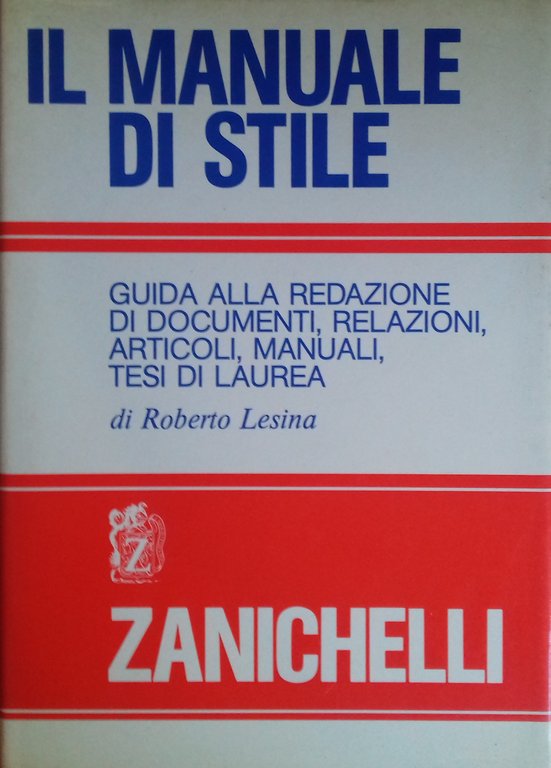 IL MANUALE
DI STILE
GUIDA ALLA REDAZIONE
DI DOCUMENTI, RELAZIONI,
ARTICOLI, MANUALI,
TESI DI LAUREA
di Roberto Lesina
Z
ZANICHELLI